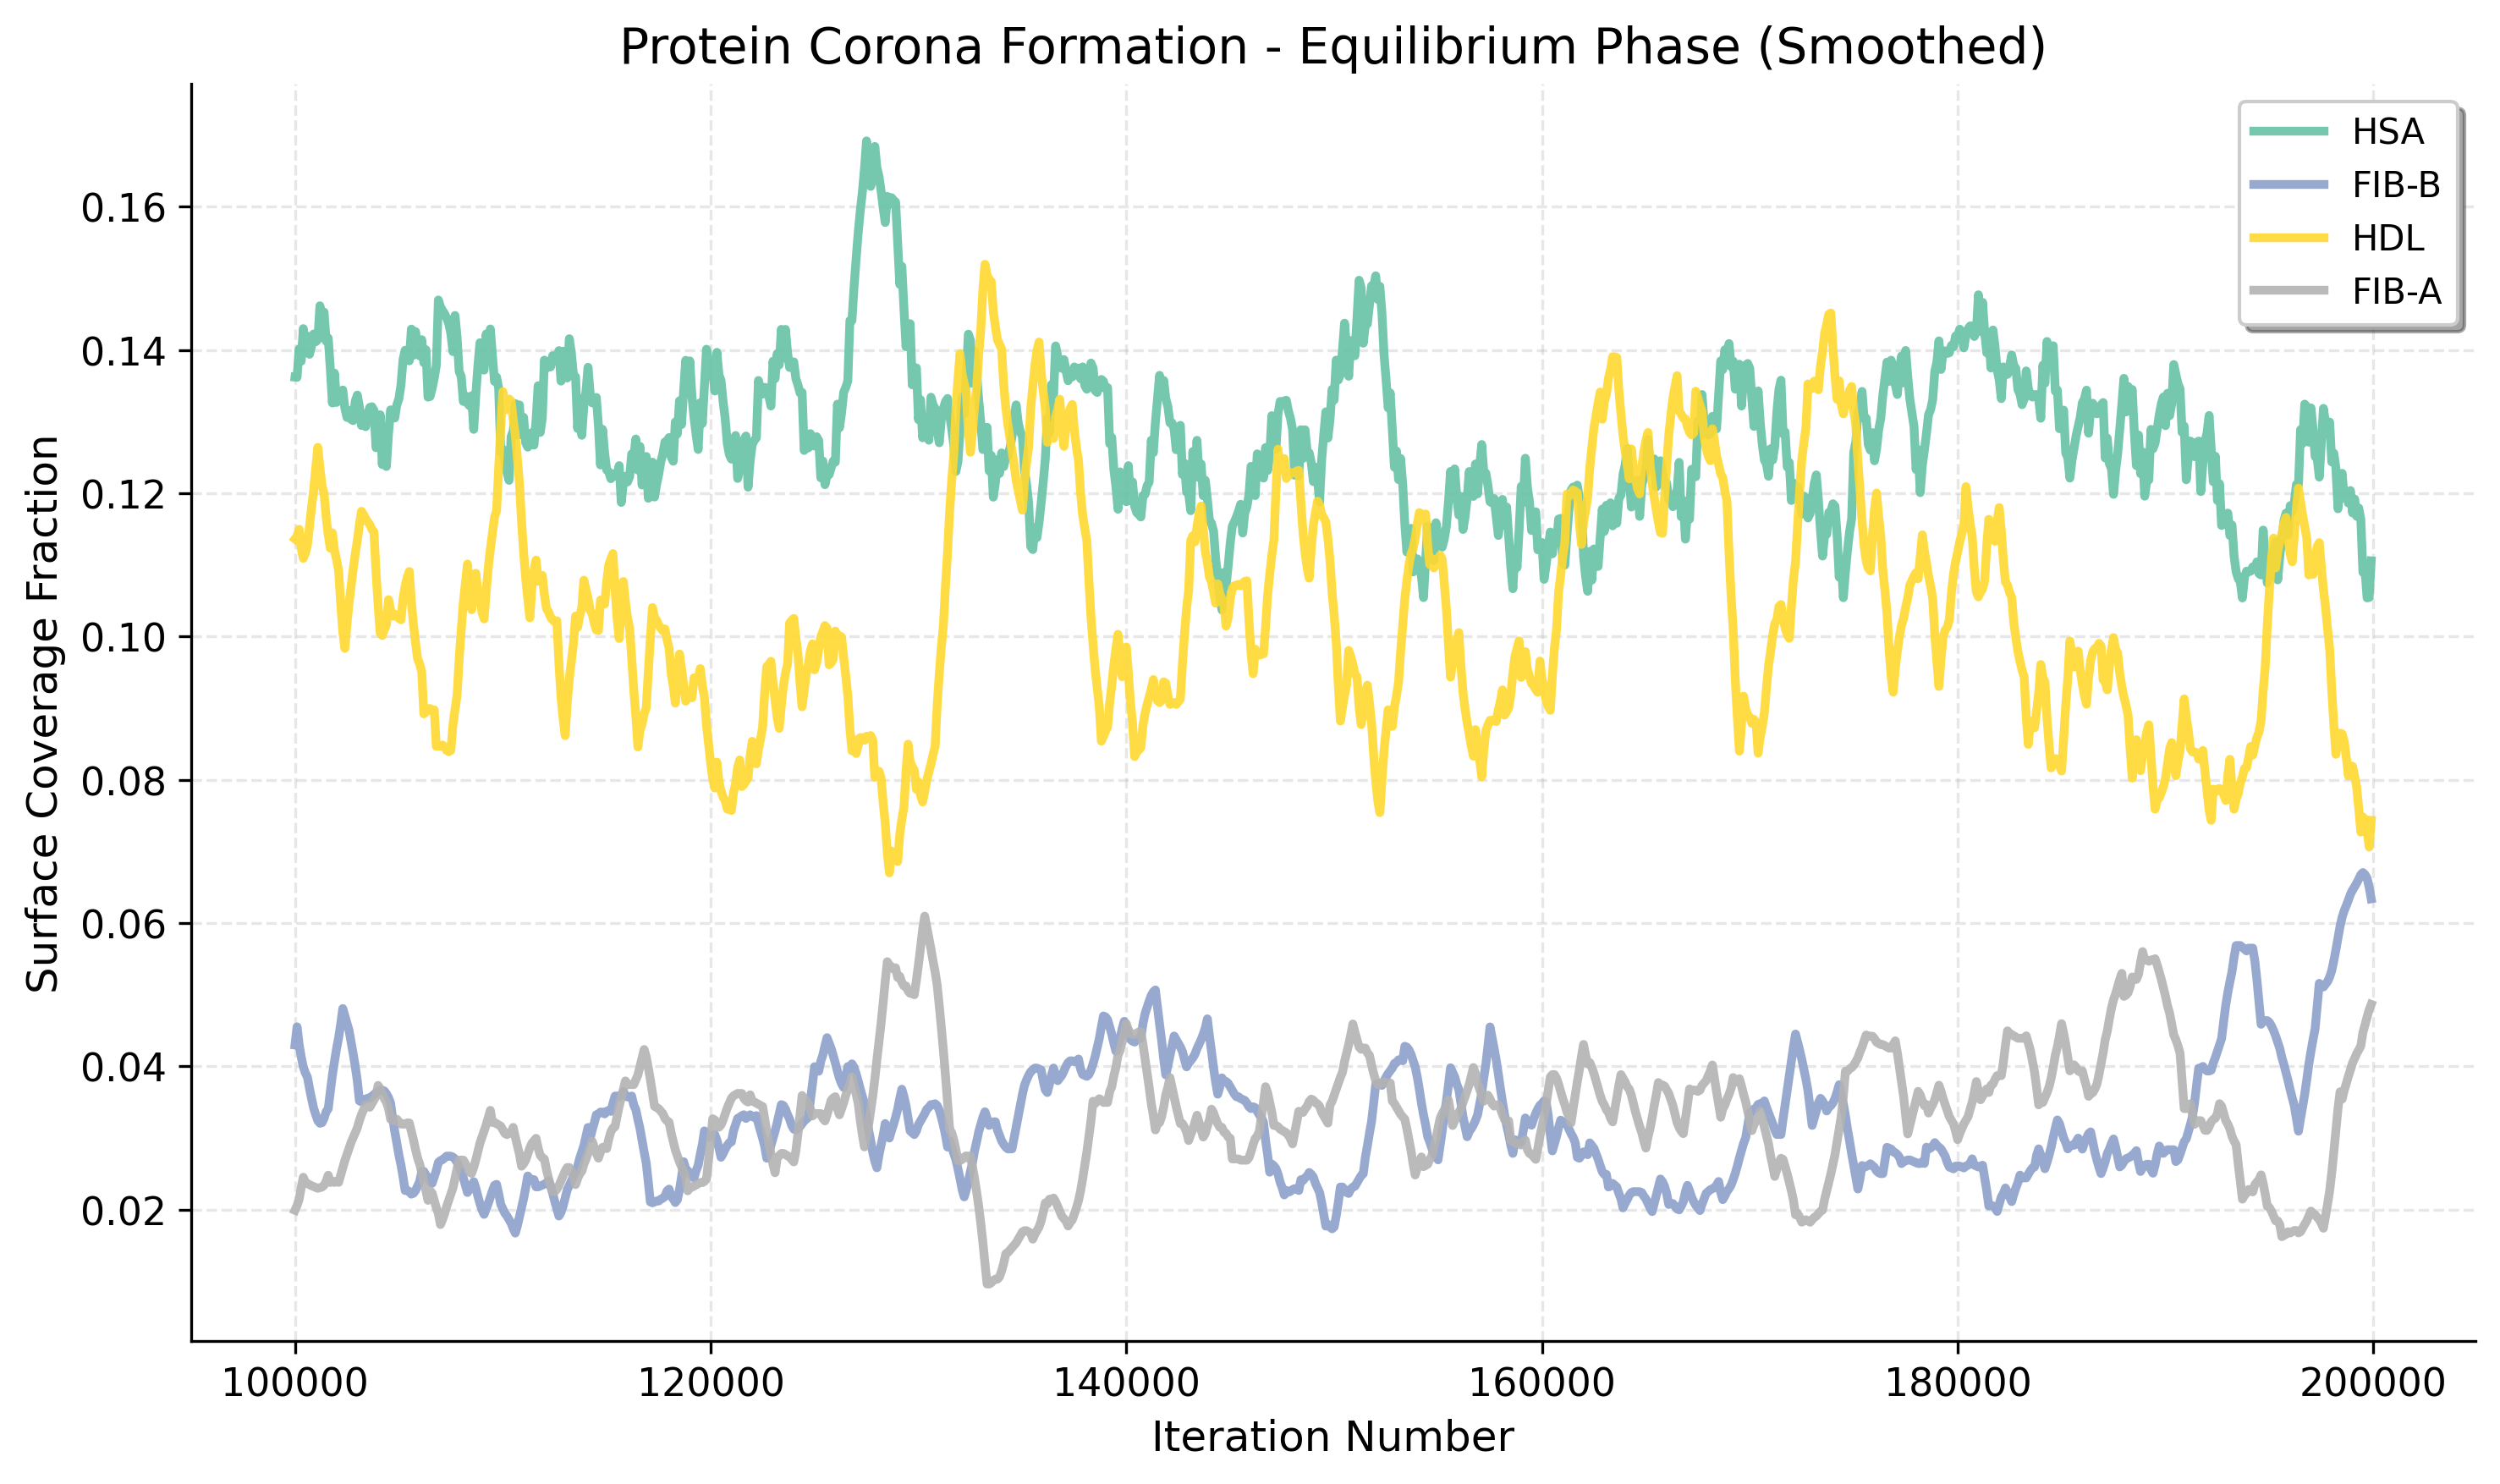 Protein Corona Formation - Equilibrium Phase (Smoothed)
HSA
FIB-B
HDL
FIB-A
Surface Coverage Fraction
0.16
0.14
0.12
0.10
0.08
0.06
0.04
0.02
100000 120000 140000 160000 180000 200000
Iteration Number